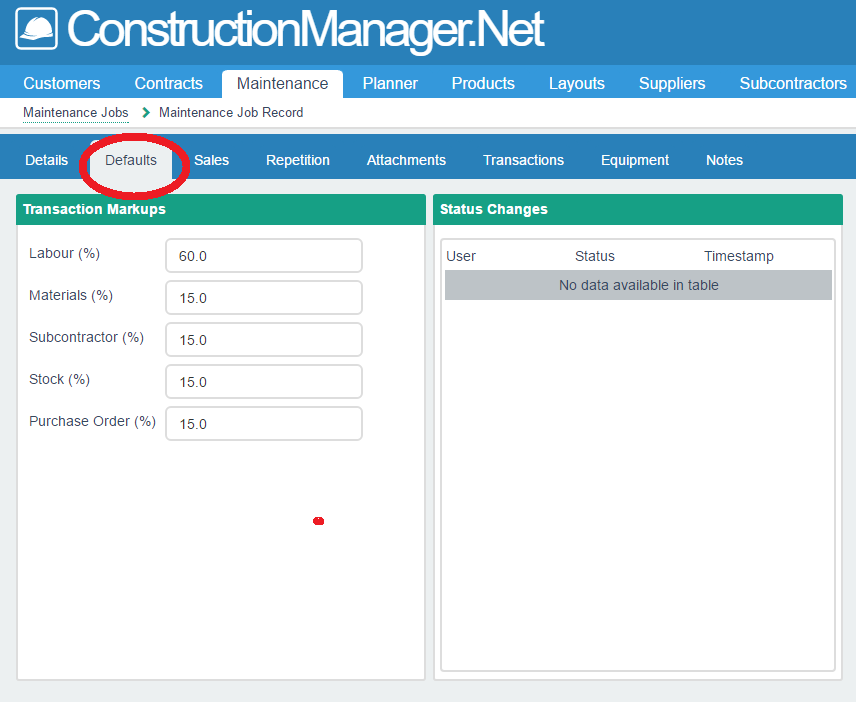 ConstructionManager.Net
Customers Contracts Maintenance Planner Products Layouts Suppliers Subcontractors
Maintenance Jobs Maintenance Job Record
Details Defaults Sales Repetition Attachments Transactions Equipment Notes
Transaction Markups
Labour (%) 60.0
Materials (%) 15.0
Subcontractor (%) 15.0
Stock (%) 15.0
Purchase Order (%) 15.0
Status Changes
User Status Timestamp
No data available in table